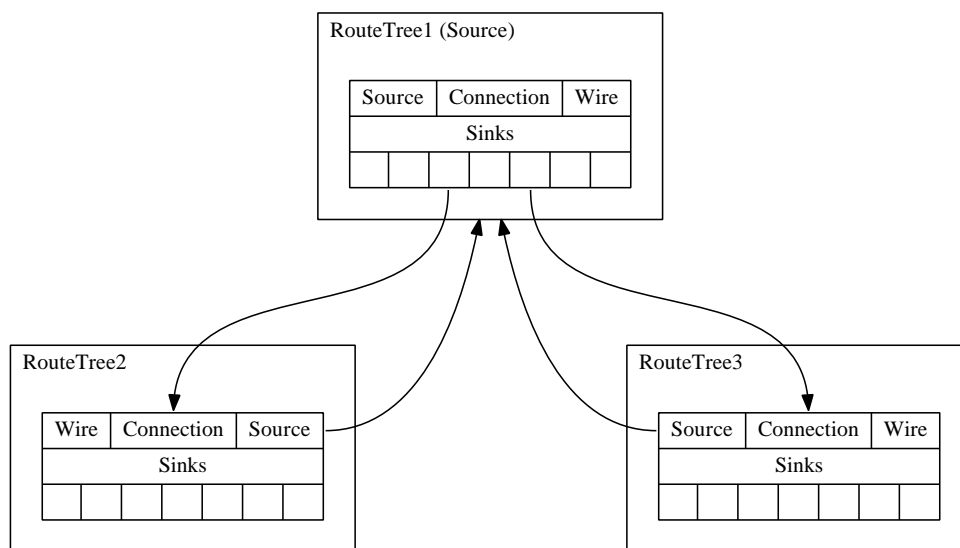 RouteTree1 (Source)
Source Connection Wire
Sinks
RouteTree2
Wire Connection Source
Sinks
RouteTree3
Source Connection Wire
Sinks